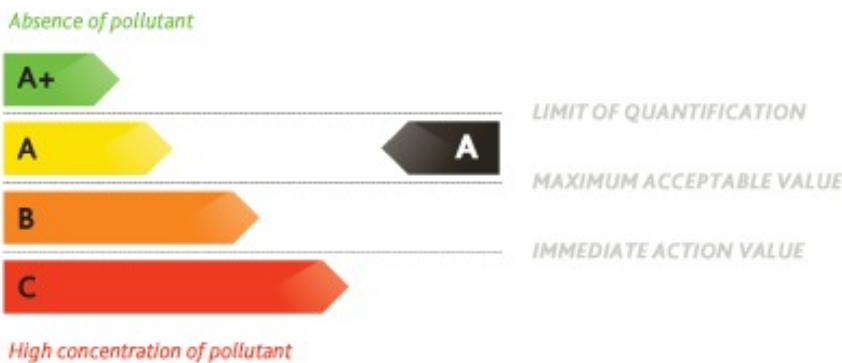 Absence of pollutant
A+
LIMIT OF QUANTIFICATION
A A
MAXIMUM ACCEPTABLE VALUE
B
IMMEDIATE ACTION VALUE
C
High concentration of pollutant